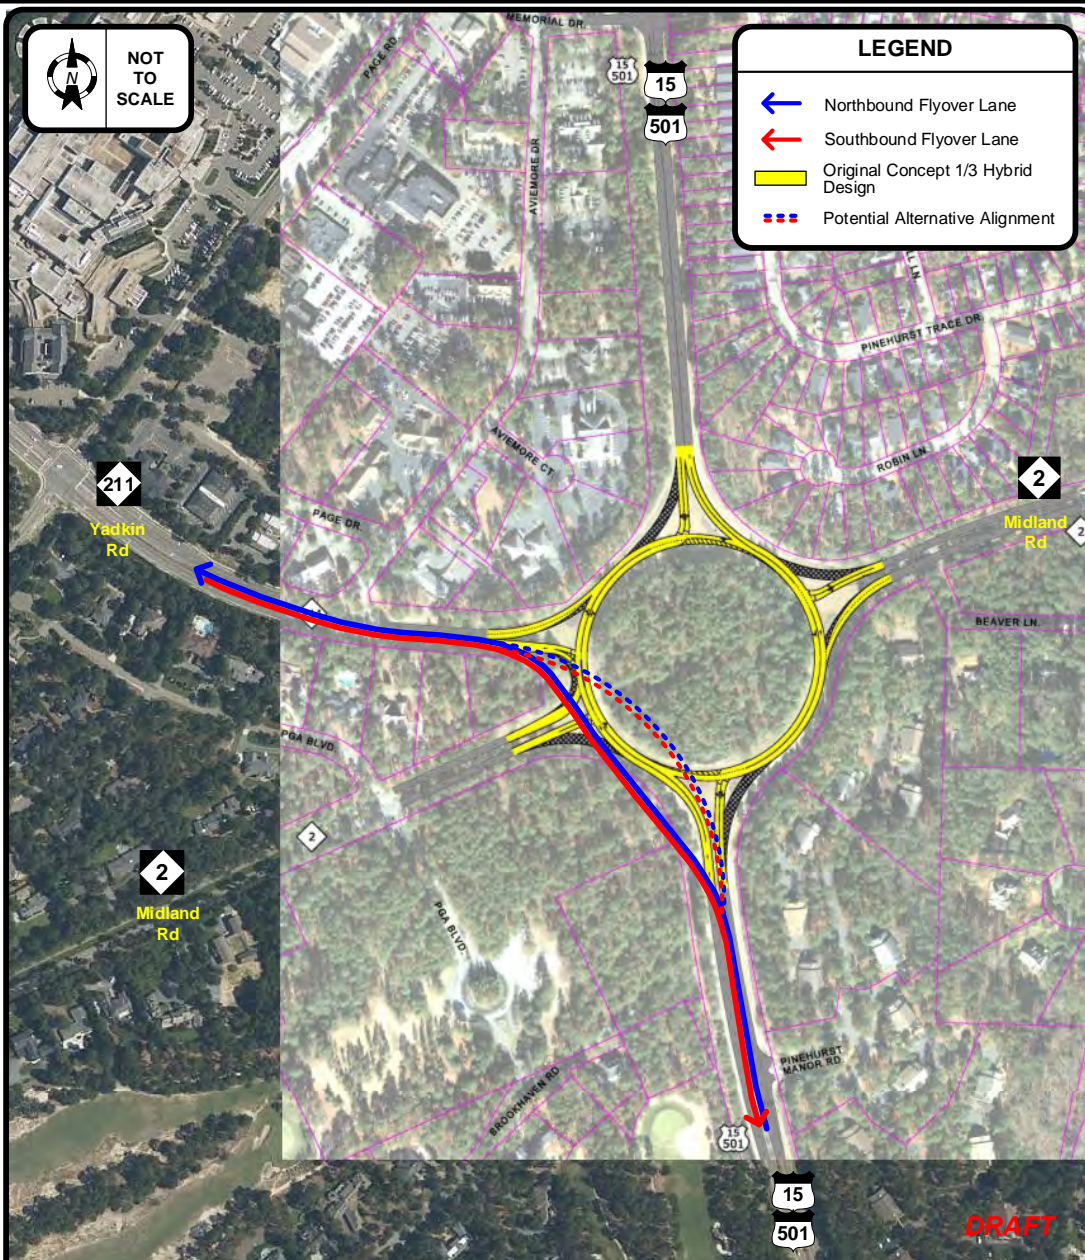 MEMORIAL DR.
NOT
TO
SCALE
N
LEGEND
Northbound Flyover Lane
Southbound Flyover Lane
Original Concept 1/3 Hybrid
Design
Potential Alternative Alignment
PAGE RD.
15
501
15
501
AVIEMORE DR.
LL LN
PINEHURST TRACE DR.
AVIEMORE CT.
ROBIN LN.
2
Midland
Rd
2
211
Yadkin
Rd
PAGE DR.
BEAVER LN.
PGA BLVD.
2
2
Midland
Rd
PGA BLVD.
PINEHURST
MANOR RD.
BROOKHAVEN RD
15
501
15
501
DRAFT